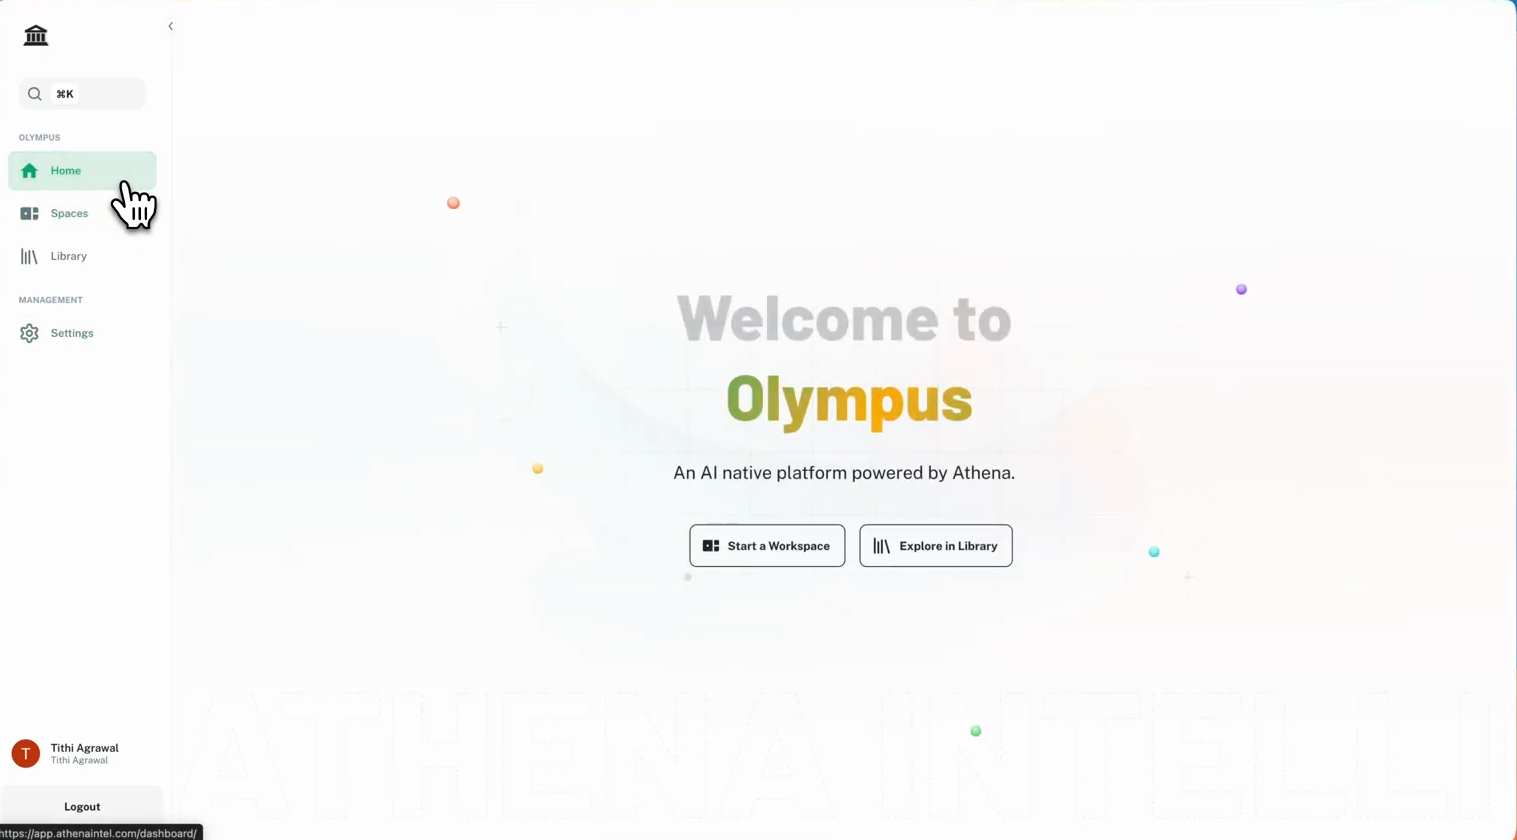 ⌘K
OLYMPUS
Home
Spaces
Library
MANAGEMENT
Settings
Welcome to
Olympus
An AI native platform powered by Athena.
Start a Workspace
Explore in Library
ATHENA INTELLI
Tithi Agrawal
T
Tithi Agrawal
Logout
https://app.athenaintel.com/dashboard/